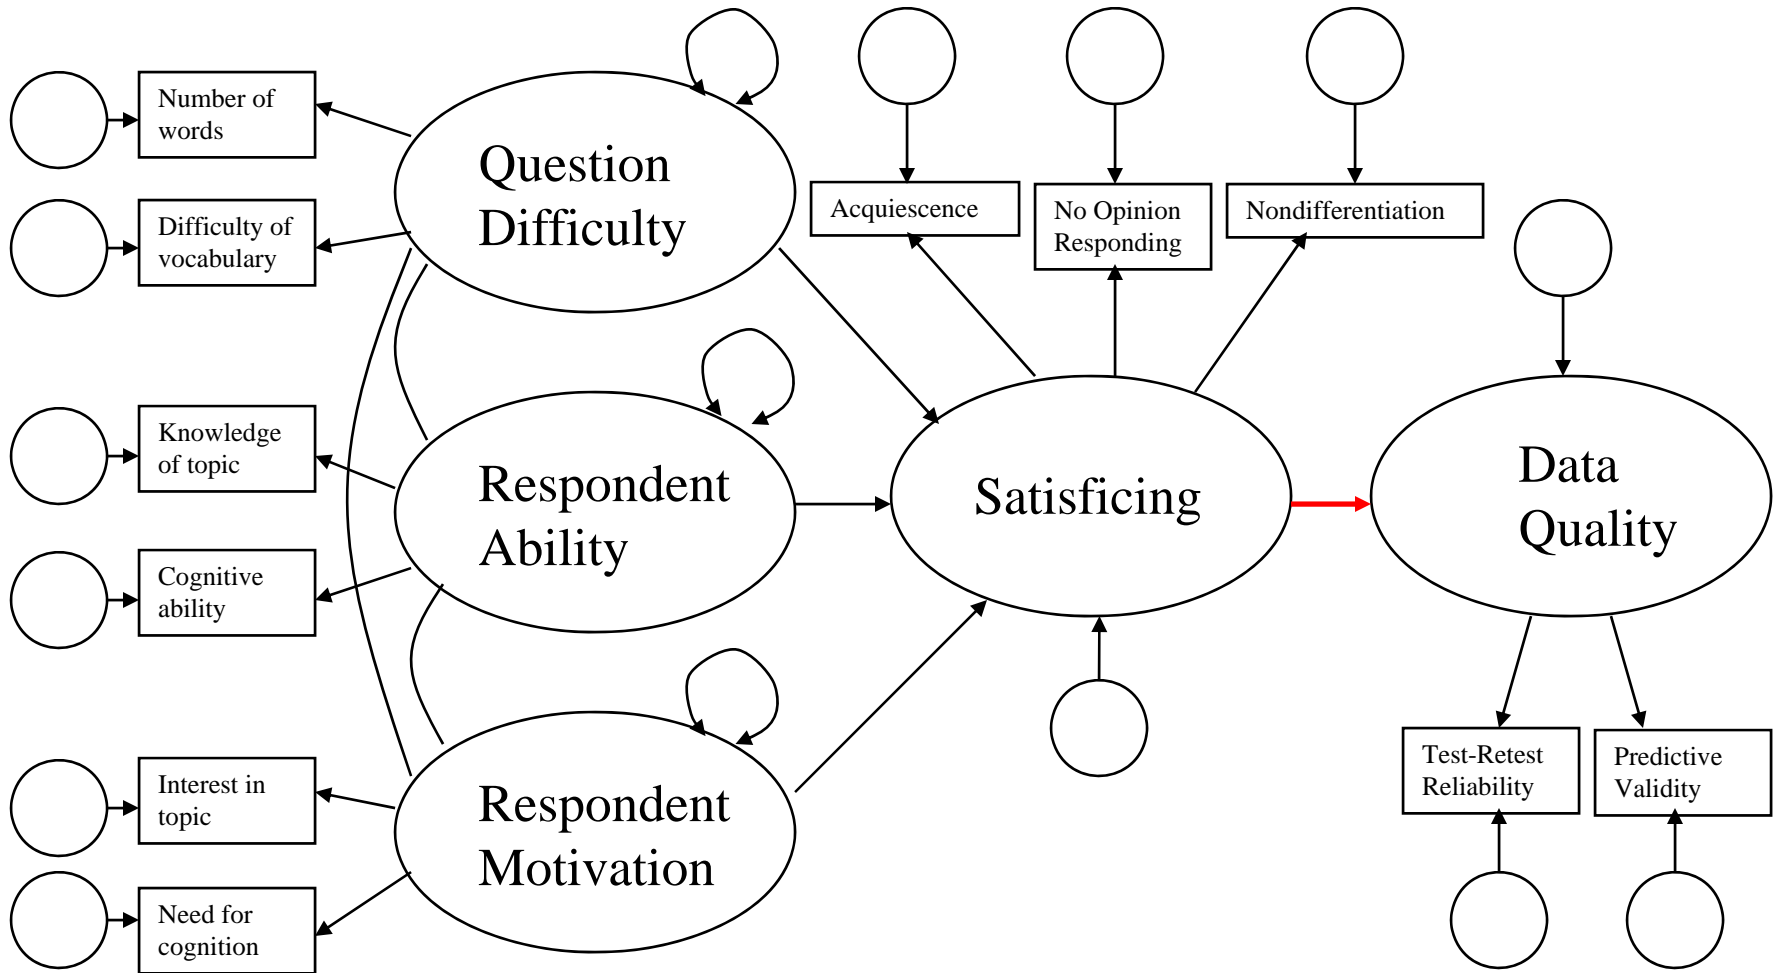 Number of
words
Difficulty of
vocabulary
Question
Difficulty
Acquiescence
No Opinion
Responding
Nondifferentiation
Knowledge
of topic
Cognitive
ability
Respondent
Ability
Satisficing
Data
Quality
Interest in
topic
Need for
cognition
Respondent
Motivation
Test-Retest
Reliability
Predictive
Validity